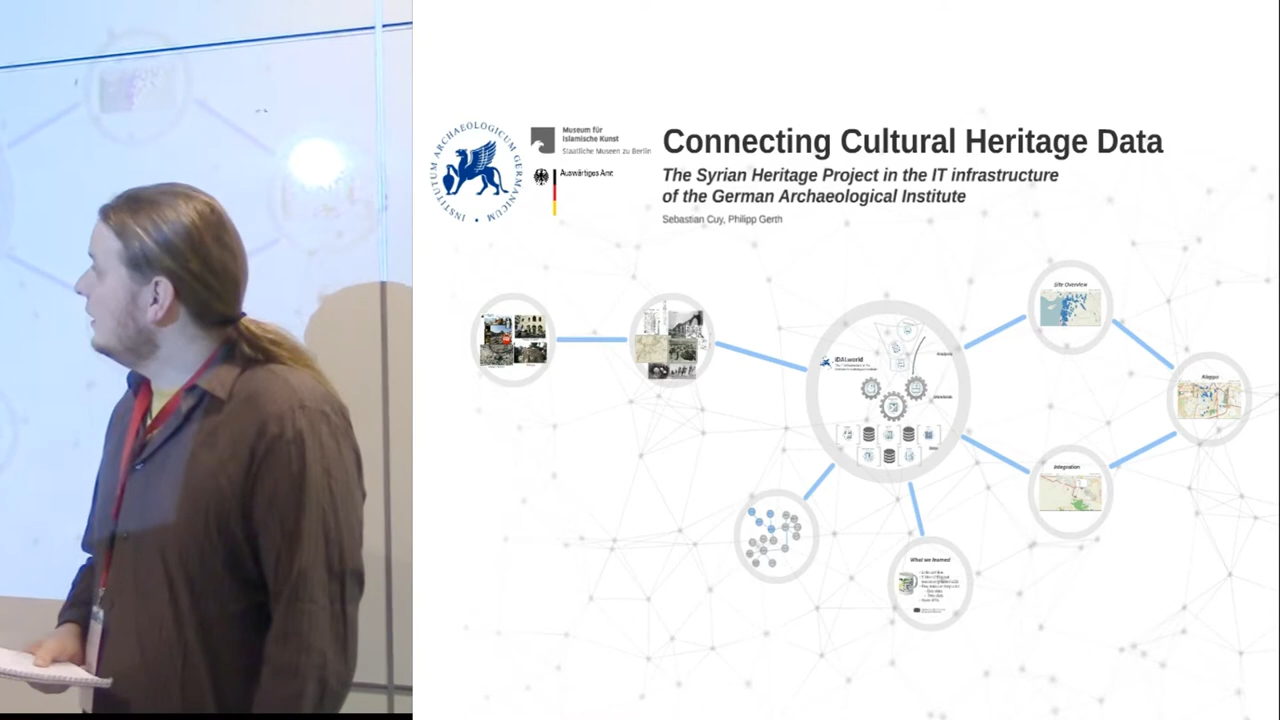 INSTITUTUM ARCHAEOLOGICUM GERMANICUM
Museum für
Islamische Kunst
Staatliche Museen zu Berlin
Auswärtiges Amt
Connecting Cultural Heritage Data
The Syrian Heritage Project in the IT infrastructure
of the German Archaeological Institute
Sebastian Cuy, Philipp Gerth
Site Overview
Aleppo
iDAI.world
Integration
What we learned